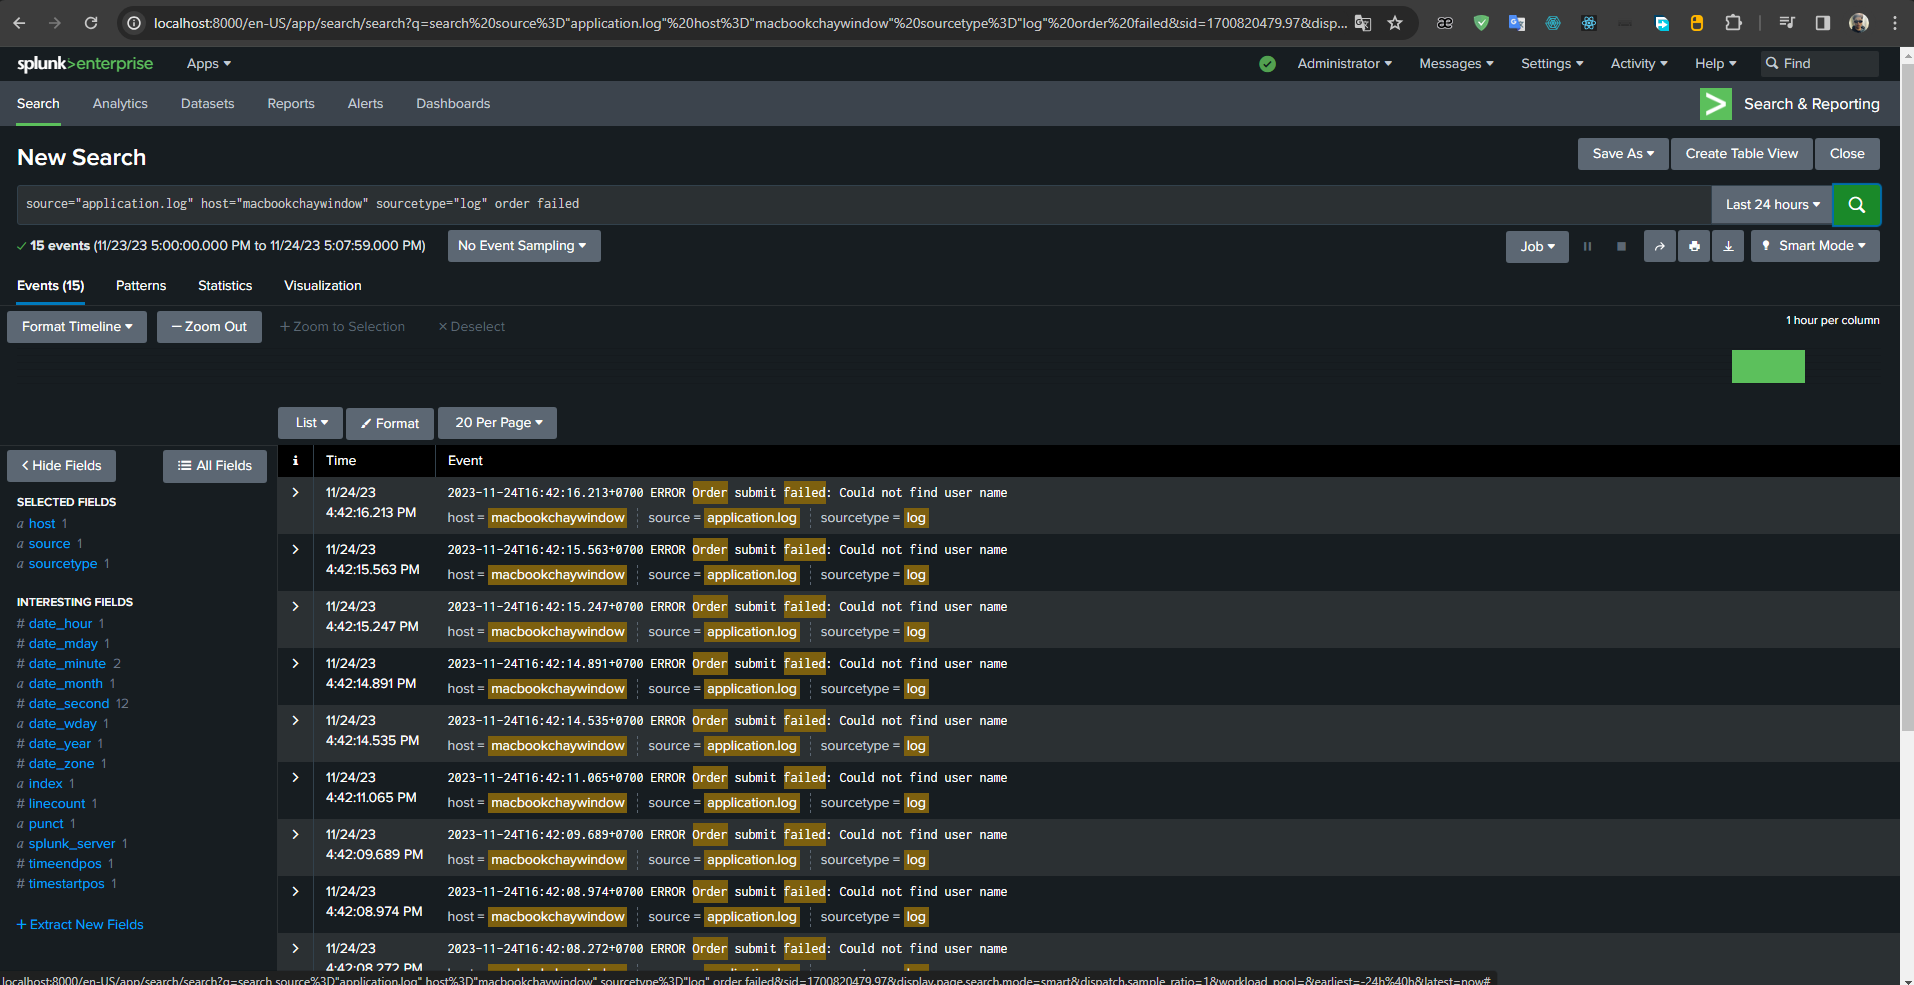 localhost:8000/en-US/app/search/search?q=search%20source%3D"application.log"%20host%3D"macbookchaywindow"%20sourcetype%3D"log"%20order%20failed&sid=1700820479.97&disp...
splunk>enterprise Apps Administrator Messages Settings Activity Help Find
Search Analytics Datasets Reports Alerts Dashboards Search & Reporting
New Search Save As Create Table View Close
source="application.log" host="macbookchaywindow" sourcetype="log" order failed Last 24 hours
15 events (11/23/23 5:00:00.000 PM to 11/24/23 5:07:59.000 PM) No Event Sampling Job Smart Mode
Events (15) Patterns Statistics Visualization
Format Timeline — Zoom Out + Zoom to Selection × Deselect 1 hour per column
List Format 20 Per Page
Hide Fields All Fields
i Time Event
SELECTED FIELDS
a host 1
a source 1
a sourcetype 1
INTERESTING FIELDS
# date_hour 1
# date_mday 1
# date_minute 2
a date_month 1
# date_second 12
a date_wday 1
# date_year 1
# date_zone 1
a index 1
# linecount 1
a punct 1
a splunk_server 1
# timeendpos 1
# timestartpos 1
+ Extract New Fields
11/24/23 2023-11-24T16:42:16.213+0700 ERROR Order submit failed: Could not find user name
4:42:16.213 PM host = macbookchaywindow source = application.log sourcetype = log
11/24/23 2023-11-24T16:42:15.563+0700 ERROR Order submit failed: Could not find user name
4:42:15.563 PM host = macbookchaywindow source = application.log sourcetype = log
11/24/23 2023-11-24T16:42:15.247+0700 ERROR Order submit failed: Could not find user name
4:42:15.247 PM host = macbookchaywindow source = application.log sourcetype = log
11/24/23 2023-11-24T16:42:14.891+0700 ERROR Order submit failed: Could not find user name
4:42:14.891 PM host = macbookchaywindow source = application.log sourcetype = log
11/24/23 2023-11-24T16:42:14.535+0700 ERROR Order submit failed: Could not find user name
4:42:14.535 PM host = macbookchaywindow source = application.log sourcetype = log
11/24/23 2023-11-24T16:42:11.065+0700 ERROR Order submit failed: Could not find user name
4:42:11.065 PM host = macbookchaywindow source = application.log sourcetype = log
11/24/23 2023-11-24T16:42:09.689+0700 ERROR Order submit failed: Could not find user name
4:42:09.689 PM host = macbookchaywindow source = application.log sourcetype = log
11/24/23 2023-11-24T16:42:08.974+0700 ERROR Order submit failed: Could not find user name
4:42:08.974 PM host = macbookchaywindow source = application.log sourcetype = log
11/24/23 2023-11-24T16:42:08.272+0700 ERROR Order submit failed: Could not find user name
4:42:08.272 PM
localhost:8000/en-US/app/search/search?q=search source%3D"application.log" host%3D"macbookchaywindow" sourcetype%3D"log" order failed&sid=1700820479.97&display.page.search.mode=smart&dispatch.sample_ratio=1&workload_pool=&earliest=-24h%40h&latest=now#